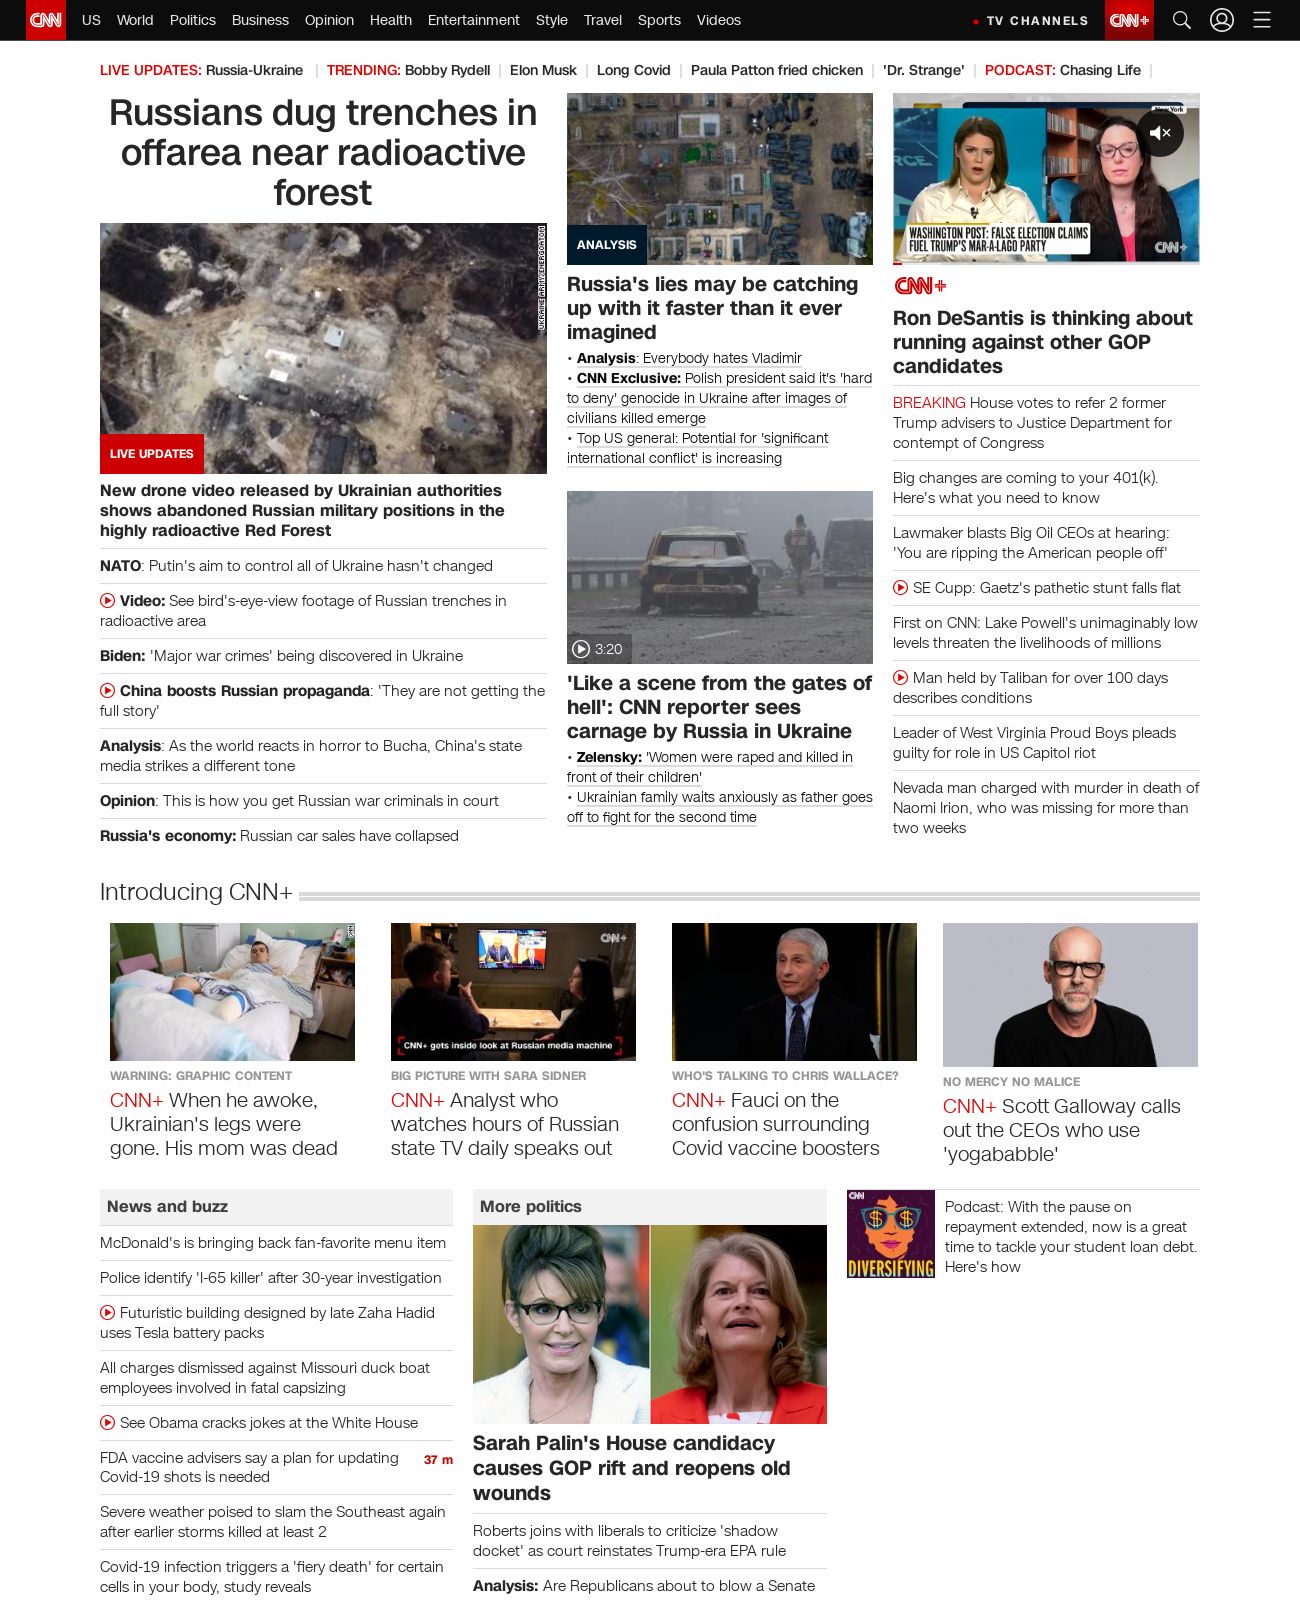 CNN
US World Politics Business Opinion Health Entertainment Style Travel Sports Videos
TV CHANNELS
CNN+
LIVE UPDATES: Russia-Ukraine
TRENDING: Bobby Rydell
Elon Musk
Long Covid
Paula Patton fried chicken
'Dr. Strange'
PODCAST: Chasing Life
Russians dug trenches in
offarea near radioactive
forest
UKRAINE ARMY/ENERGOATOM
LIVE UPDATES
New drone video released by Ukrainian authorities
shows abandoned Russian military positions in the
highly radioactive Red Forest
NATO: Putin's aim to control all of Ukraine hasn't changed
Video: See bird's-eye-view footage of Russian trenches in
radioactive area
Biden: 'Major war crimes' being discovered in Ukraine
China boosts Russian propaganda: 'They are not getting the
full story'
Analysis: As the world reacts in horror to Bucha, China's state
media strikes a different tone
Opinion: This is how you get Russian war criminals in court
Russia's economy: Russian car sales have collapsed
ANALYSIS
Russia's lies may be catching
up with it faster than it ever
imagined
• Analysis: Everybody hates Vladimir
• CNN Exclusive: Polish president said it's 'hard
to deny' genocide in Ukraine after images of
civilians killed emerge
• Top US general: Potential for 'significant
international conflict' is increasing
3:20
'Like a scene from the gates of
hell': CNN reporter sees
carnage by Russia in Ukraine
• Zelensky: 'Women were raped and killed in
front of their children'
• Ukrainian family waits anxiously as father goes
off to fight for the second time
New York
WASHINGTON POST: FALSE ELECTION CLAIMS
FUEL TRUMP'S MAR-A-LAGO PARTY
CNN+
CNN+
Ron DeSantis is thinking about
running against other GOP
candidates
BREAKING House votes to refer 2 former
Trump advisers to Justice Department for
contempt of Congress
Big changes are coming to your 401(k).
Here's what you need to know
Lawmaker blasts Big Oil CEOs at hearing:
'You are ripping the American people off'
SE Cupp: Gaetz's pathetic stunt falls flat
First on CNN: Lake Powell's unimaginably low
levels threaten the livelihoods of millions
Man held by Taliban for over 100 days
describes conditions
Leader of West Virginia Proud Boys pleads
guilty for role in US Capitol riot
Nevada man charged with murder in death of
Naomi Irion, who was missing for more than
two weeks
Introducing CNN+
CNN
WARNING: GRAPHIC CONTENT
CNN+ When he awoke,
Ukrainian's legs were
gone. His mom was dead
CNN+
CNN+ gets inside look at Russian media machine
BIG PICTURE WITH SARA SIDNER
CNN+ Analyst who
watches hours of Russian
state TV daily speaks out
WHO'S TALKING TO CHRIS WALLACE?
CNN+ Fauci on the
confusion surrounding
Covid vaccine boosters
NO MERCY NO MALICE
CNN+ Scott Galloway calls
out the CEOs who use
'yogababble'
News and buzz
McDonald's is bringing back fan-favorite menu item
Police identify 'I-65 killer' after 30-year investigation
Futuristic building designed by late Zaha Hadid
uses Tesla battery packs
All charges dismissed against Missouri duck boat
employees involved in fatal capsizing
See Obama cracks jokes at the White House
FDA vaccine advisers say a plan for updating 37 m
Covid-19 shots is needed
Severe weather poised to slam the Southeast again
after earlier storms killed at least 2
Covid-19 infection triggers a 'fiery death' for certain
cells in your body, study reveals
More politics
Sarah Palin's House candidacy
causes GOP rift and reopens old
wounds
Roberts joins with liberals to criticize 'shadow
docket' as court reinstates Trump-era EPA rule
Analysis: Are Republicans about to blow a Senate
CNN
DIVERSIFYING
Podcast: With the pause on
repayment extended, now is a great
time to tackle your student loan debt.
Here's how